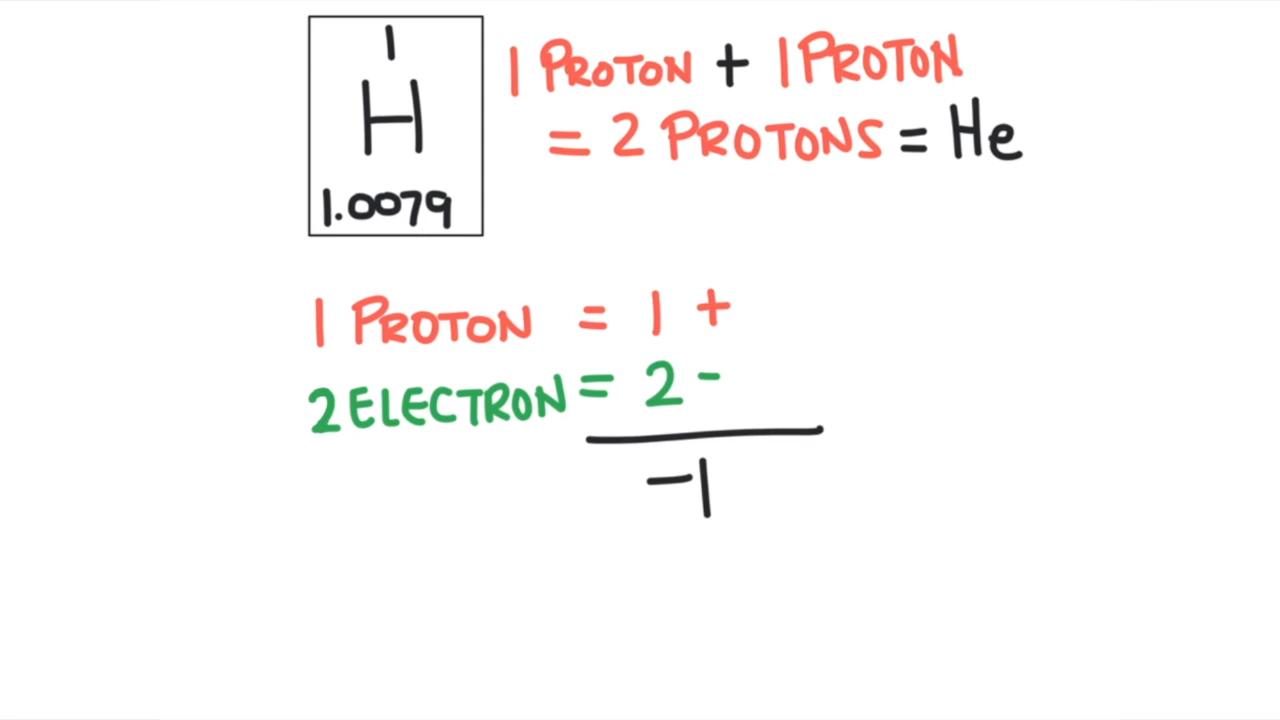 1
H
1.0079
1 PROTON + 1 PROTON
= 2 PROTONS = He
1 PROTON = 1 +
2 ELECTRON = 2 -
-1